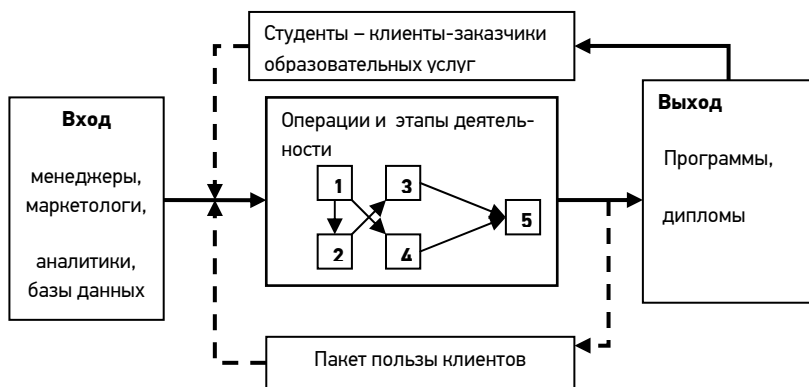 Студенты – клиенты-заказчики
образовательных услуг
Вход
менеджеры,
маркетологи,
аналитики,
базы данных
Операции и этапы деятель-
ности
1
3
5
2
4
Выход
Программы,
дипломы
Пакет пользы клиентов